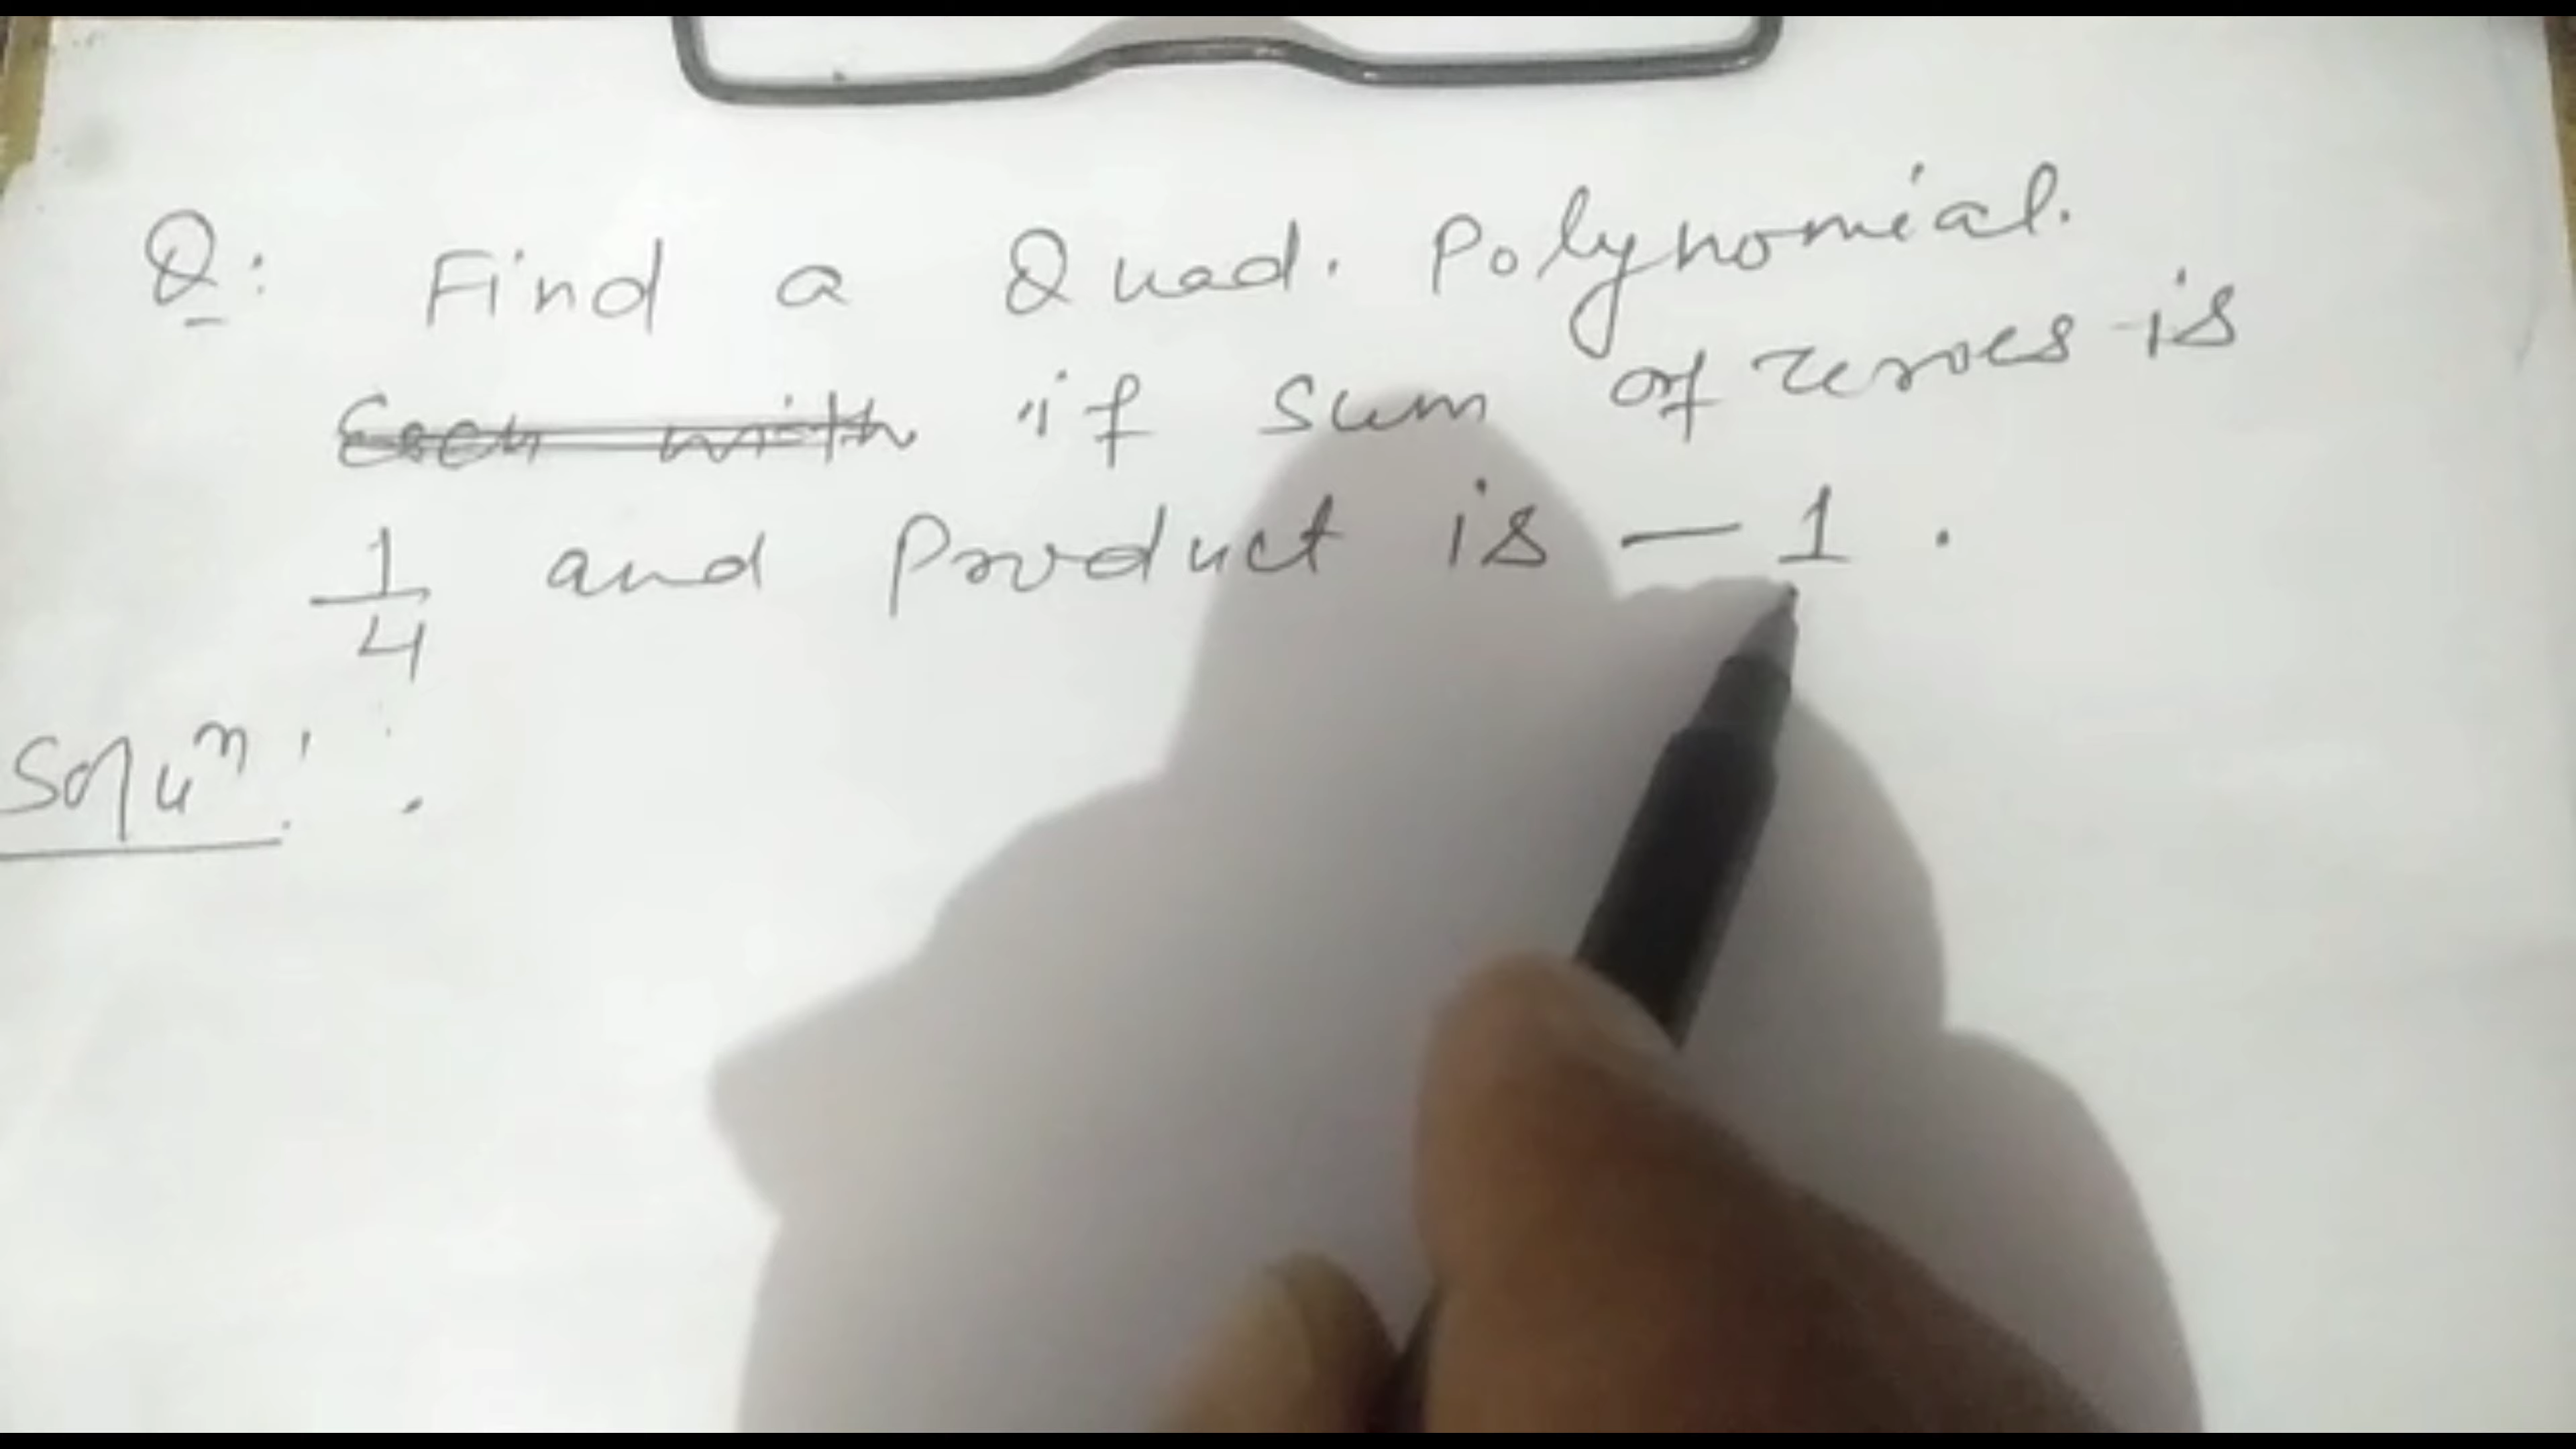 Q: Find a Quad. Polynomial.
if sum of zeroes is
1/4 and Product is - 1 .
Soluⁿ: